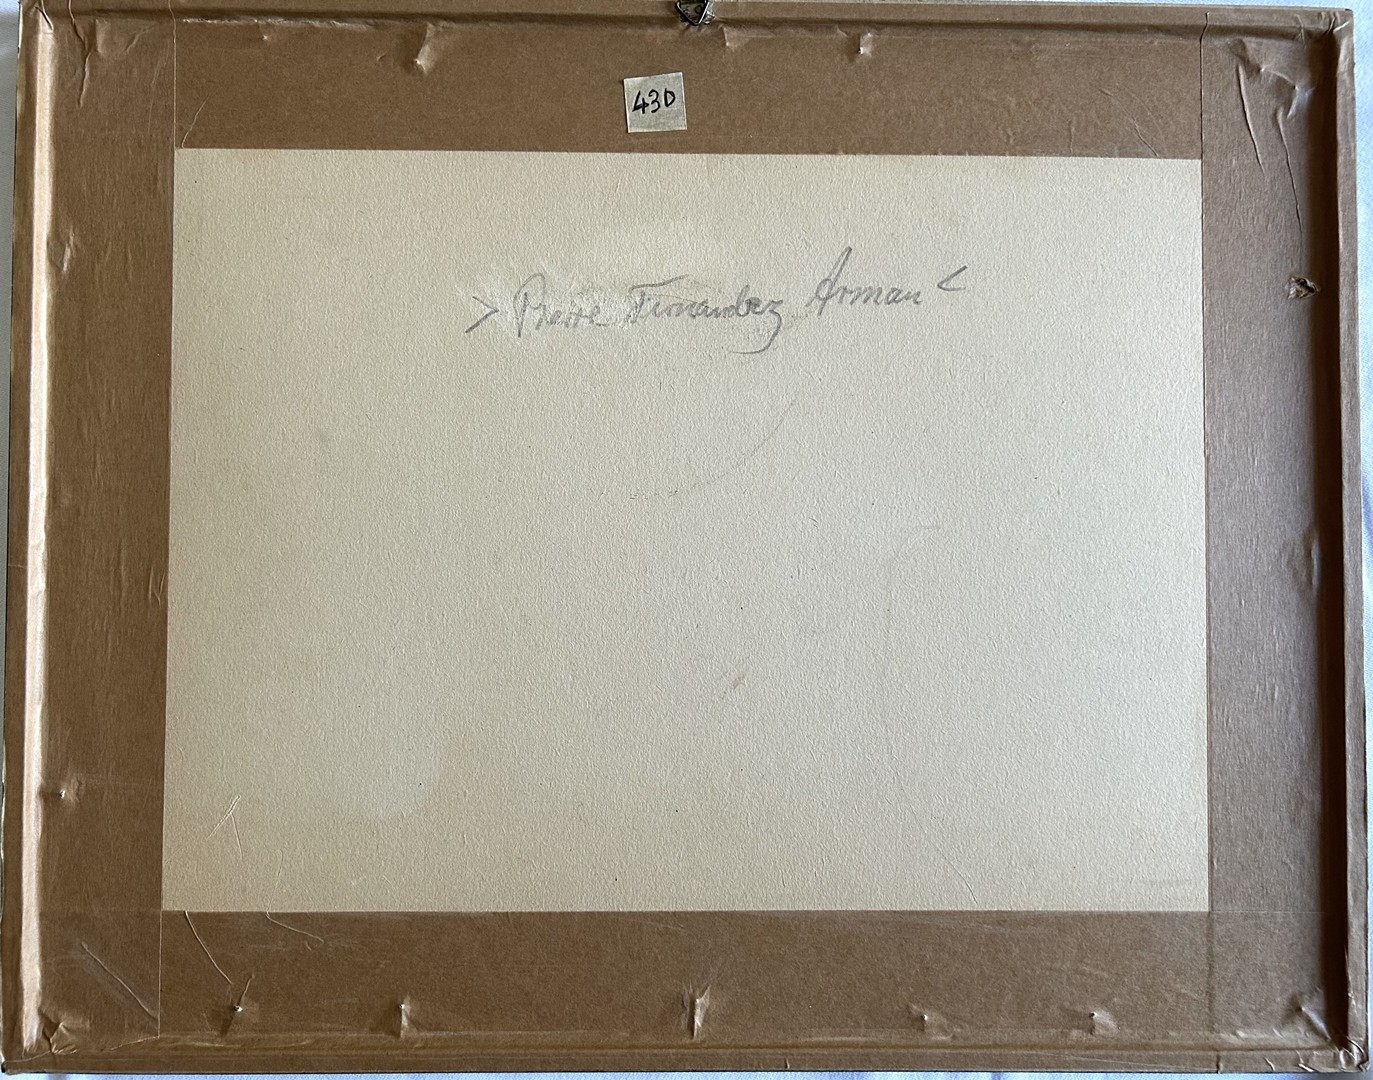 430
> Pierre Fernandez Arman <